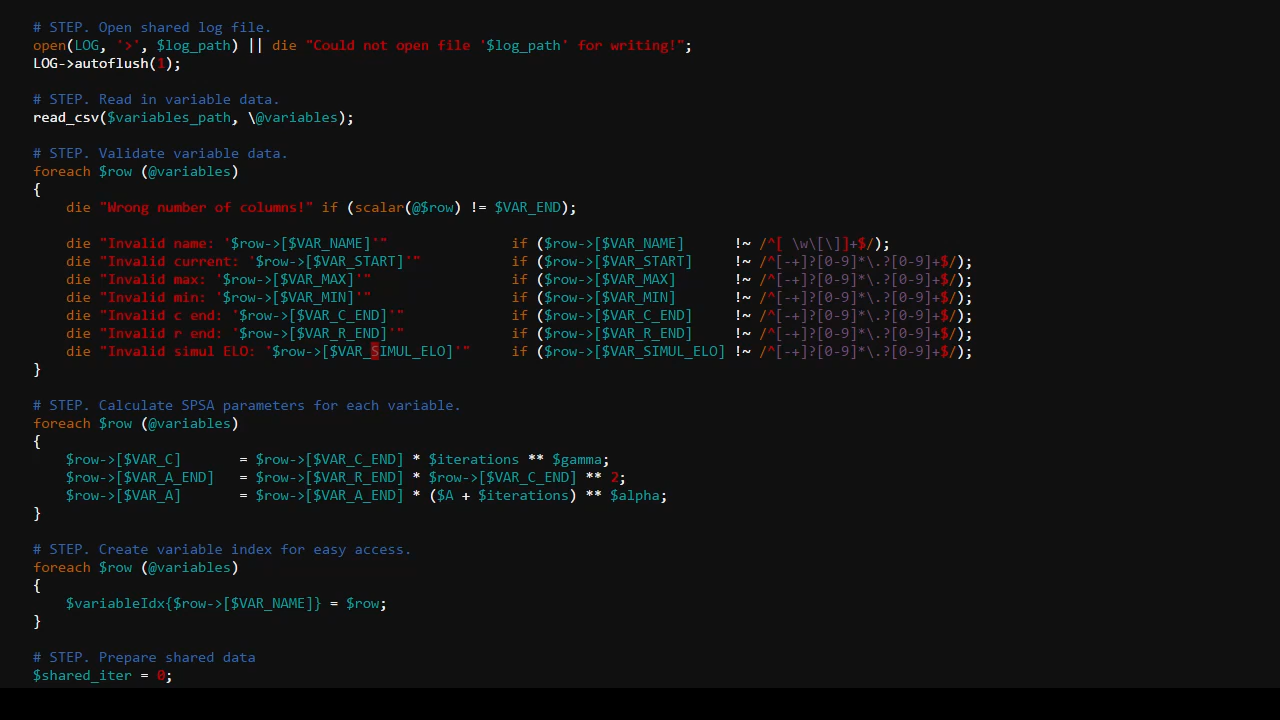 # STEP. Open shared log file.
open(LOG, '>', $log_path) || die "Could not open file '$log_path' for writing!";
LOG->autoflush(1);
# STEP. Read in variable data.
read_csv($variables_path, \@variables);
# STEP. Validate variable data.
foreach $row (@variables)
{
    die "Wrong number of columns!" if (scalar(@$row) != $VAR_END);
    die "Invalid name: '$row->[$VAR_NAME]'"               if ($row->[$VAR_NAME]      !~ /^[ \w\[\]]+$/);
    die "Invalid current: '$row->[$VAR_START]'"           if ($row->[$VAR_START]     !~ /^[-+]?[0-9]*\.?[0-9]+$/);
    die "Invalid max: '$row->[$VAR_MAX]'"                 if ($row->[$VAR_MAX]       !~ /^[-+]?[0-9]*\.?[0-9]+$/);
    die "Invalid min: '$row->[$VAR_MIN]'"                 if ($row->[$VAR_MIN]       !~ /^[-+]?[0-9]*\.?[0-9]+$/);
    die "Invalid c end: '$row->[$VAR_C_END]'"             if ($row->[$VAR_C_END]     !~ /^[-+]?[0-9]*\.?[0-9]+$/);
    die "Invalid r end: '$row->[$VAR_R_END]'"             if ($row->[$VAR_R_END]     !~ /^[-+]?[0-9]*\.?[0-9]+$/);
    die "Invalid simul ELO: '$row->[$VAR_SIMUL_ELO]'"     if ($row->[$VAR_SIMUL_ELO] !~ /^[-+]?[0-9]*\.?[0-9]+$/);
}
# STEP. Calculate SPSA parameters for each variable.
foreach $row (@variables)
{
    $row->[$VAR_C]       = $row->[$VAR_C_END] * $iterations ** $gamma;
    $row->[$VAR_A_END]   = $row->[$VAR_R_END] * $row->[$VAR_C_END] ** 2;
    $row->[$VAR_A]       = $row->[$VAR_A_END] * ($A + $iterations) ** $alpha;
}
# STEP. Create variable index for easy access.
foreach $row (@variables)
{
    $variableIdx{$row->[$VAR_NAME]} = $row;
}
# STEP. Prepare shared data
$shared_iter = 0;